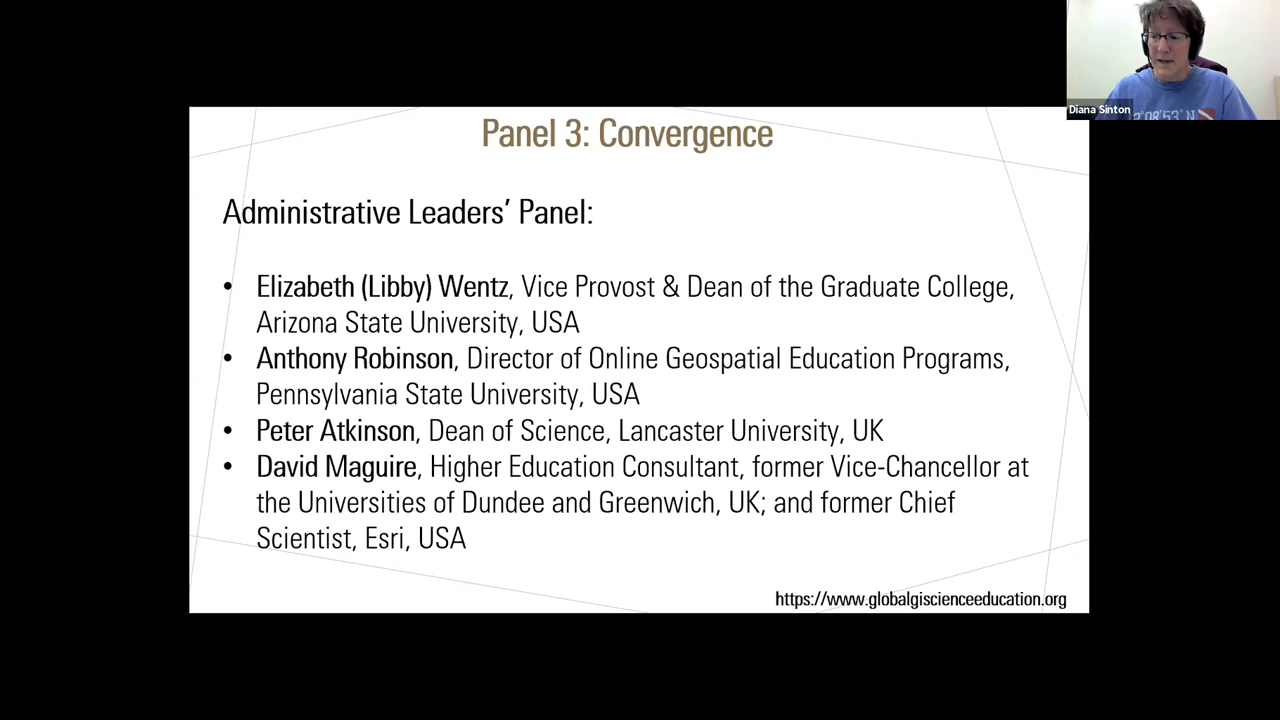 Panel 3: Convergence
Administrative Leaders’ Panel:
• Elizabeth (Libby) Wentz, Vice Provost & Dean of the Graduate College,
Arizona State University, USA
• Anthony Robinson, Director of Online Geospatial Education Programs,
Pennsylvania State University, USA
• Peter Atkinson, Dean of Science, Lancaster University, UK
• David Maguire, Higher Education Consultant, former Vice-Chancellor at
the Universities of Dundee and Greenwich, UK; and former Chief
Scientist, Esri, USA
https://www.globalgiscienceeducation.org
Diana Sinton